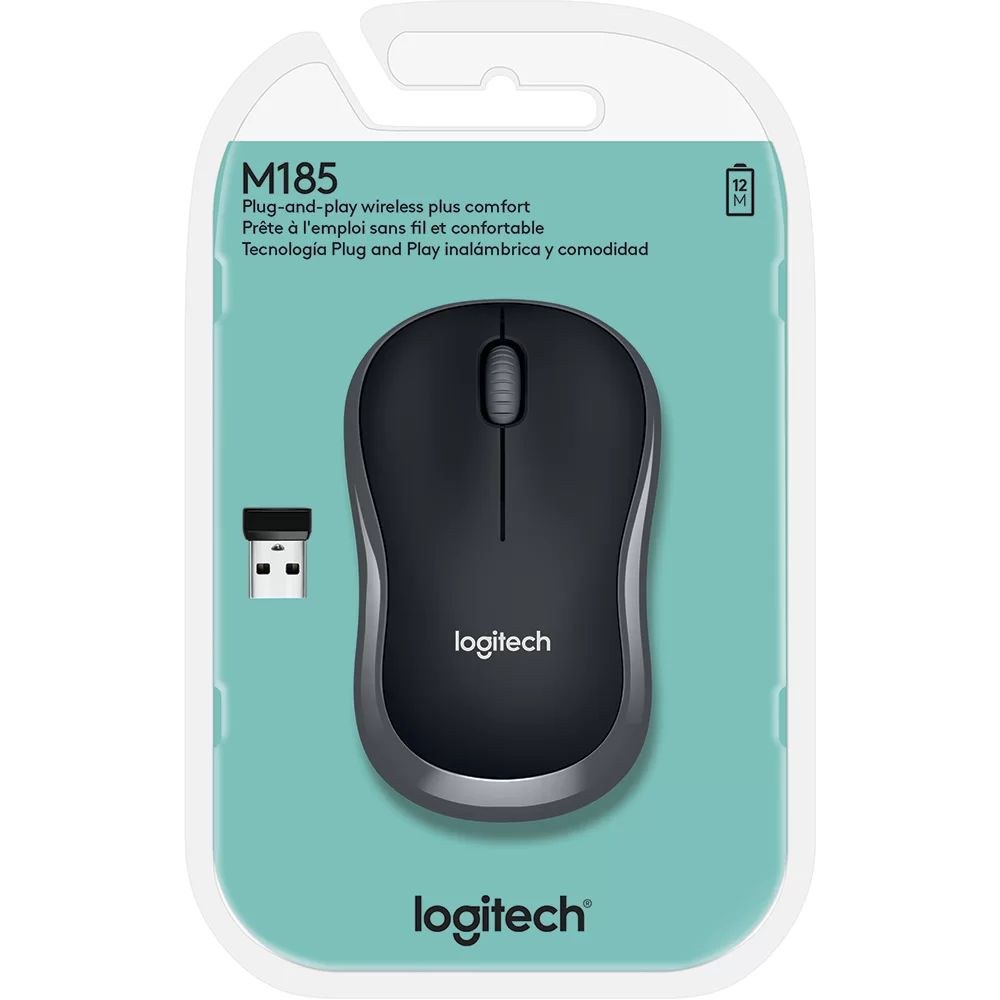 M185
Plug-and-play wireless plus comfort
Prête à l'emploi sans fil et confortable
Tecnología Plug and Play inalámbrica y comodidad
12
M
logitech
logitech®